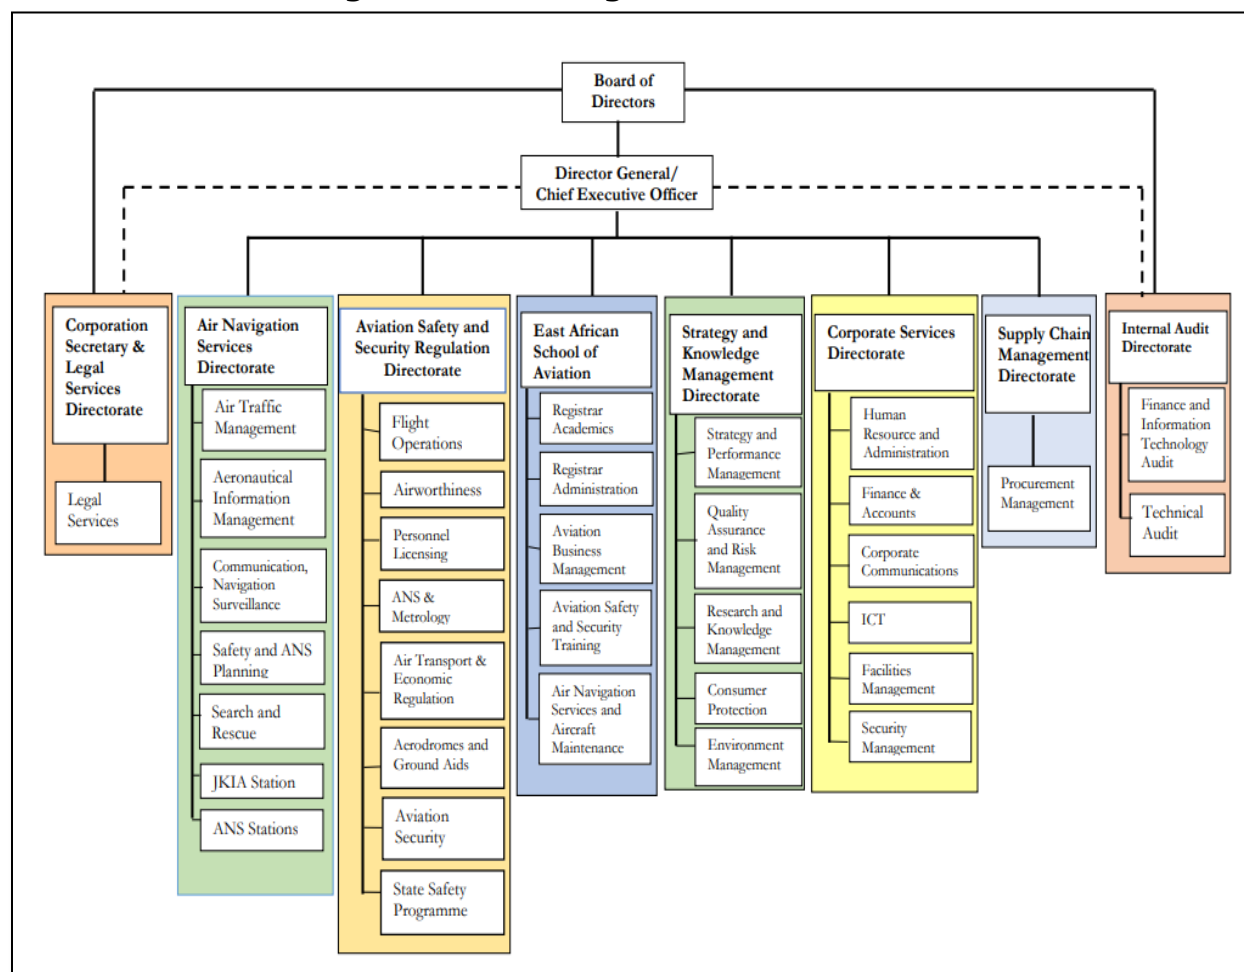 Board of
Directors
Director General/
Chief Executive Officer
Corporation
Secretary &
Legal
Services
Directorate
Legal
Services
Air Navigation
Services
Directorate
Air Traffic
Management
Aeronautical
Information
Management
Communication,
Navigation
Surveillance
Safety and ANS
Planning
Search and
Rescue
JKIA Station
ANS Stations
Aviation Safety and
Security Regulation
Directorate
Flight
Operations
Airworthiness
Personnel
Licensing
ANS &
Metrology
Air Transport &
Economic
Regulation
Aerodromes and
Ground Aids
Aviation
Security
State Safety
Programme
East African
School of
Aviation
Registrar
Academics
Registrar
Administration
Aviation
Business
Management
Aviation Safety
and Security
Training
Air Navigation
Services and
Aircraft
Maintenance
Strategy and
Knowledge
Management
Directorate
Strategy and
Performance
Management
Quality
Assurance
and Risk
Management
Research and
Knowledge
Management
Consumer
Protection
Environment
Management
Corporate Services
Directorate
Human
Resource and
Administration
Finance &
Accounts
Corporate
Communications
ICT
Facilities
Management
Security
Management
Supply Chain
Management
Directorate
Procurement
Management
Internal Audit
Directorate
Finance and
Information
Technology
Audit
Technical
Audit